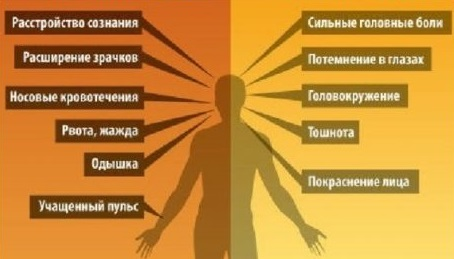 Расстройство сознания
Расширение зрачков
Носовые кровотечения
Рвота, жажда
Одышка
Учащенный пульс
Сильные головные боли
Потемнение в глазах
Головокружение
Тошнота
Покраснение лица